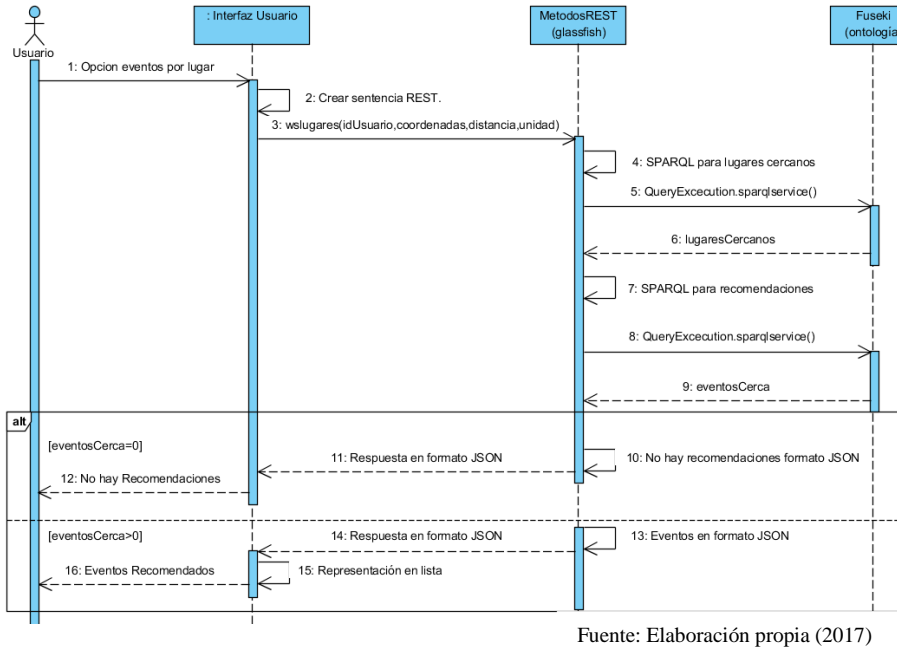 Usuario
: Interfaz Usuario
MetodosREST
(glassfish)
Fuseki
(ontologia
1: Opcion eventos por lugar
2: Crear sentencia REST.
3: wslugares(idUsuario,coordenadas,distancia,unidad)
4: SPARQL para lugares cercanos
5: QueryExcecution.sparqlservice()
6: lugaresCercanos
7: SPARQL para recomendaciones
8: QueryExcecution.sparqlservice()
9: eventosCerca
alt
[eventosCerca=0]
10: No hay recomendaciones formato JSON
11: Respuesta en formato JSON
12: No hay Recomendaciones
[eventosCerca>0]
13: Eventos en formato JSON
14: Respuesta en formato JSON
15: Representación en lista
16: Eventos Recomendados
Fuente: Elaboración propia (2017)